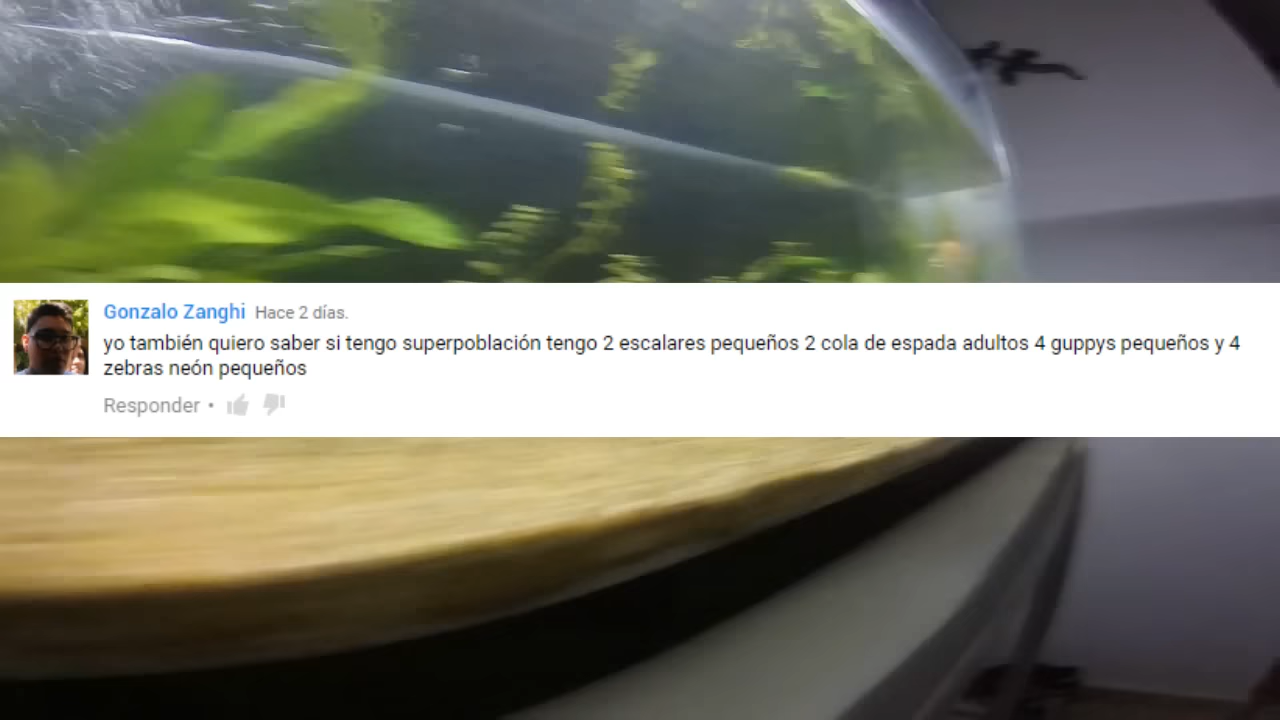 Gonzalo Zanghi Hace 2 días.
yo también quiero saber si tengo superpoblación tengo 2 escalares pequeños 2 cola de espada adultos 4 guppys pequeños y 4
zebras neón pequeños
Responder •